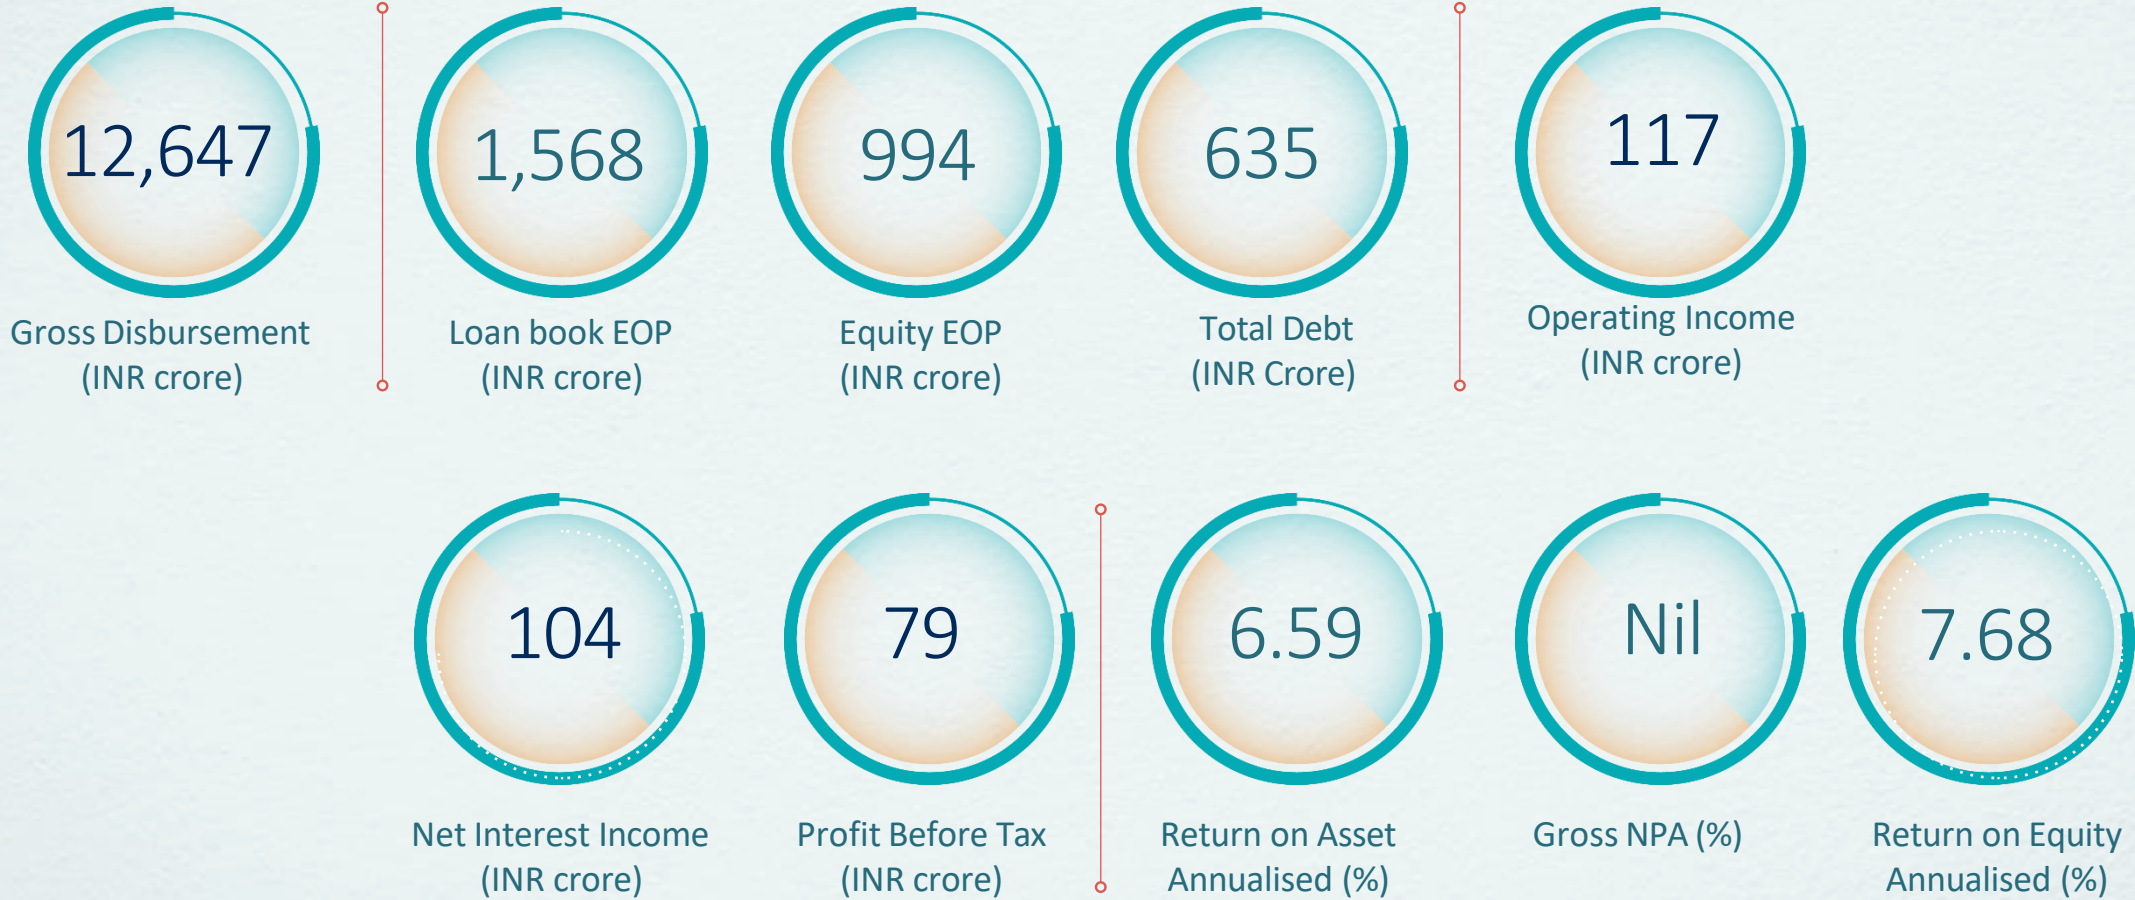 12,647
Gross Disbursement
(INR crore)
1,568
Loan book EOP
(INR crore)
994
Equity EOP
(INR crore)
635
Total Debt
(INR Crore)
117
Operating Income
(INR crore)
104
Net Interest Income
(INR crore)
79
Profit Before Tax
(INR crore)
6.59
Return on Asset
Annualised (%)
Nil
Gross NPA (%)
7.68
Return on Equity
Annualised (%)